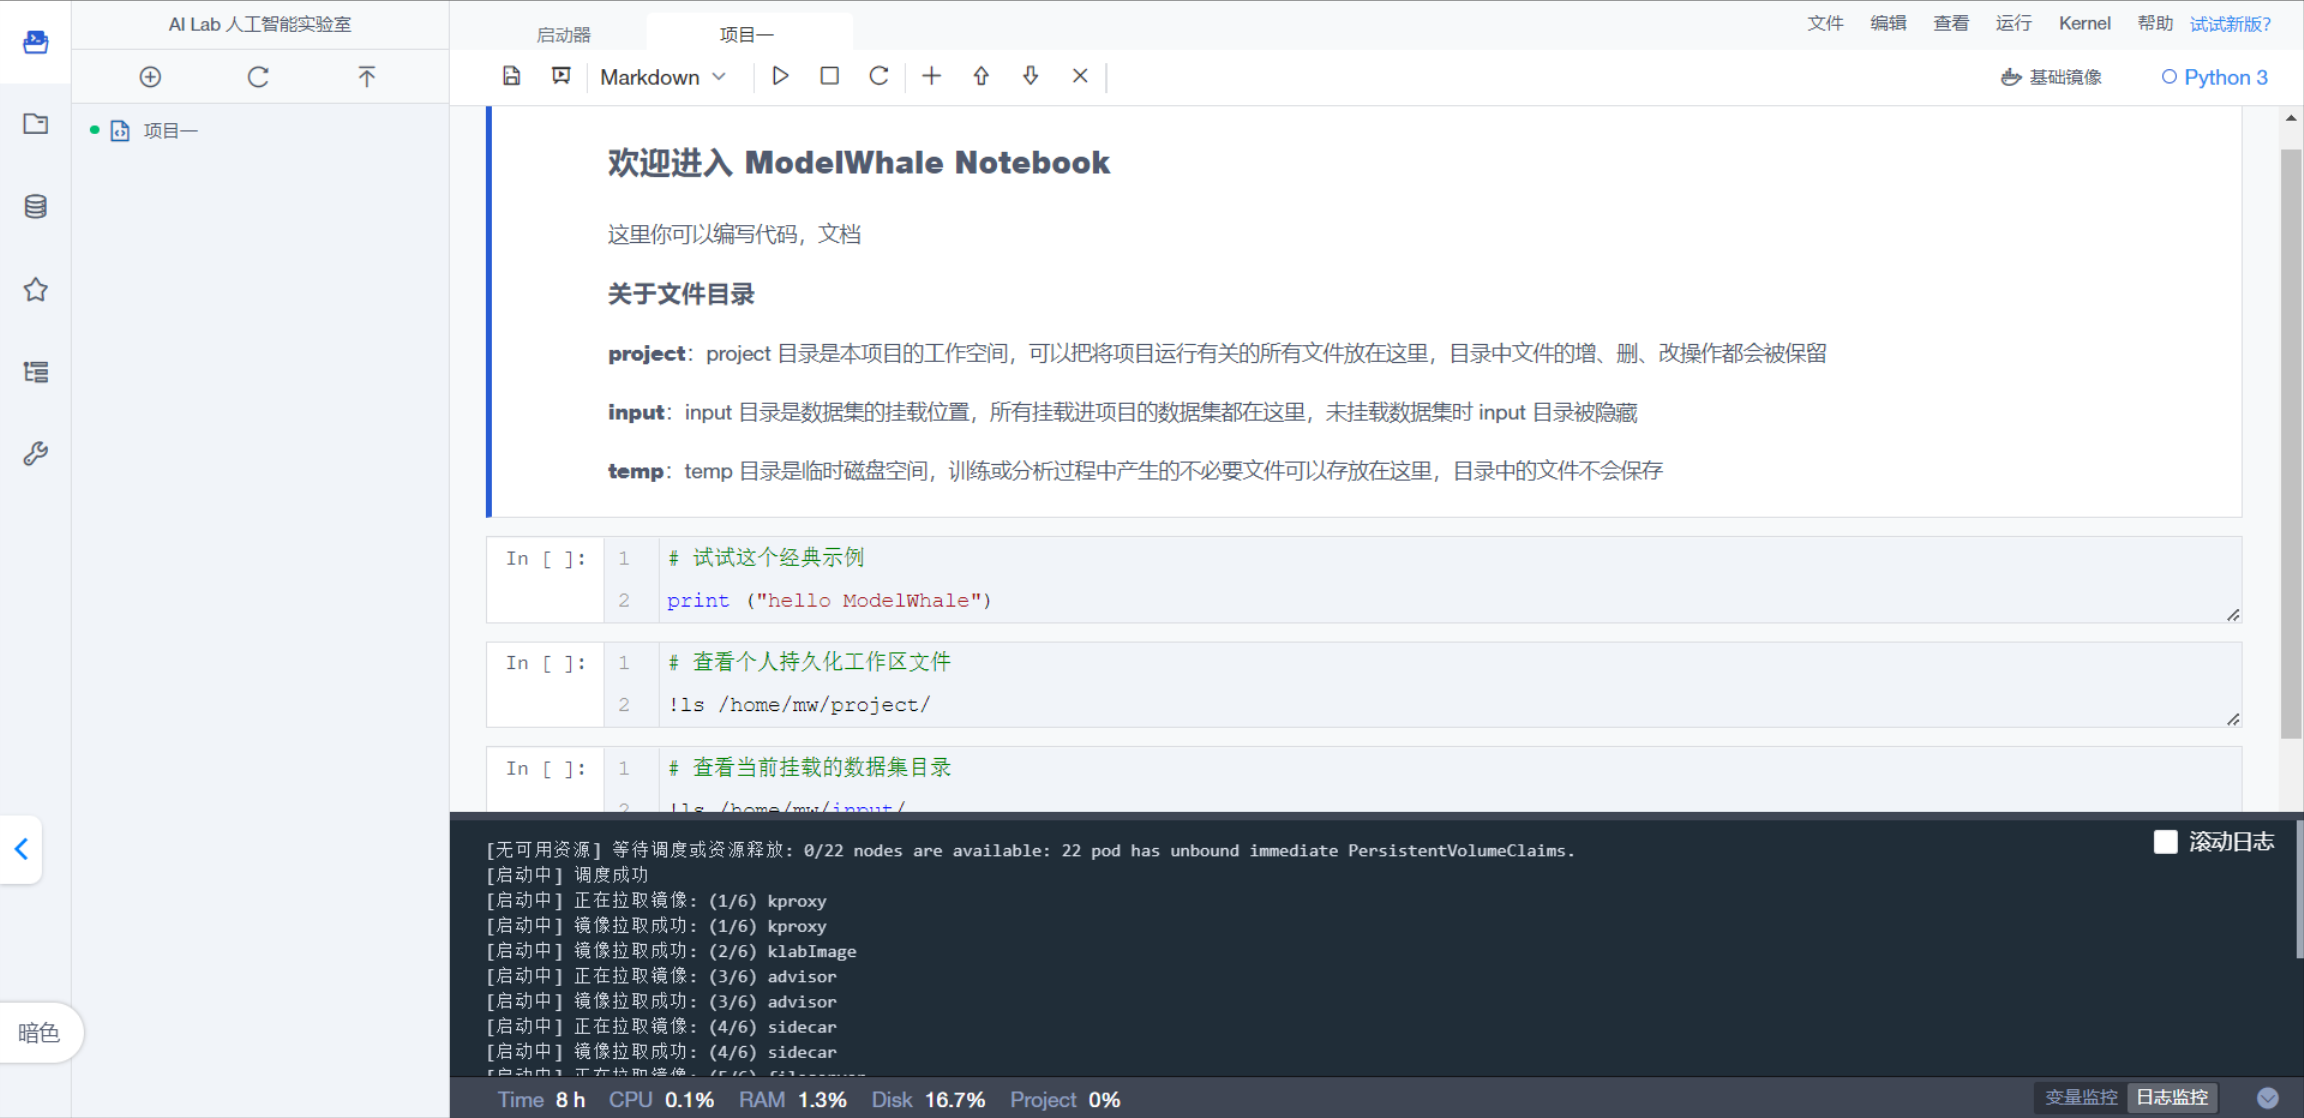 AI Lab 人工智能实验室
启动器
项目一
文件 编辑 查看 运行 Kernel 帮助 试试新版?
Markdown
基础镜像
Python 3
项目一
欢迎进入 ModelWhale Notebook
这里你可以编写代码，文档
关于文件目录
project：project 目录是本项目的工作空间，可以把将项目运行有关的所有文件放在这里，目录中文件的增、删、改操作都会被保留
input：input 目录是数据集的挂载位置，所有挂载进项目的数据集都在这里，未挂载数据集时 input 目录被隐藏
temp：temp 目录是临时磁盘空间，训练或分析过程中产生的不必要文件可以存放在这里，目录中的文件不会保存
In [ ]:
1 # 试试这个经典示例
2 print ("hello ModelWhale")
In [ ]:
1 # 查看个人持久化工作区文件
2 !ls /home/mw/project/
In [ ]:
1 # 查看当前挂载的数据集目录
2 !ls /home/mw/input/
滚动日志
[无可用资源] 等待调度或资源释放: 0/22 nodes are available: 22 pod has unbound immediate PersistentVolumeClaims.
[启动中] 调度成功
[启动中] 正在拉取镜像: (1/6) kproxy
[启动中] 镜像拉取成功: (1/6) kproxy
[启动中] 镜像拉取成功: (2/6) klabImage
[启动中] 正在拉取镜像: (3/6) advisor
[启动中] 镜像拉取成功: (3/6) advisor
[启动中] 正在拉取镜像: (4/6) sidecar
[启动中] 镜像拉取成功: (4/6) sidecar
[启动中] 正在拉取镜像: (5/6) fileserver
暗色
Time 8 h CPU 0.1% RAM 1.3% Disk 16.7% Project 0%
变量监控 日志监控